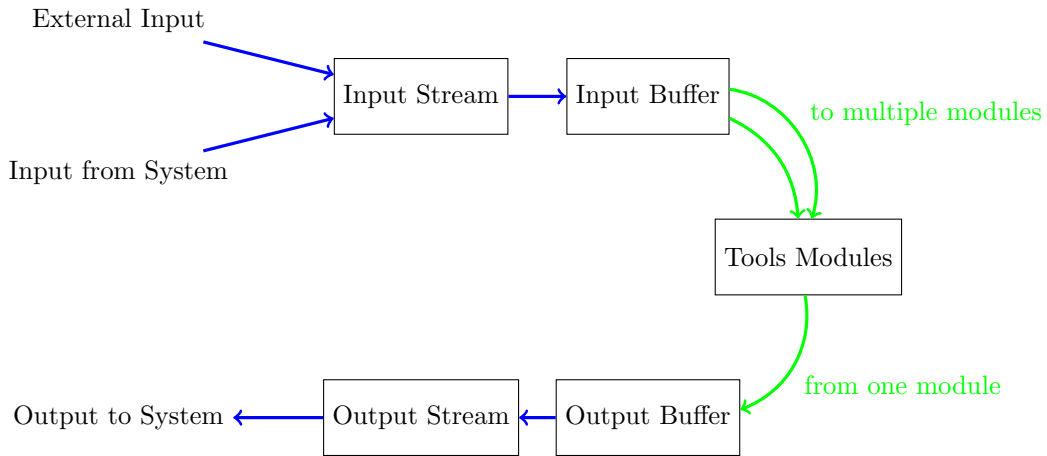 External Input
Input Stream
Input Buffer
to multiple modules
Input from System
Tools Modules
from one module
Output to System
Output Stream
Output Buffer